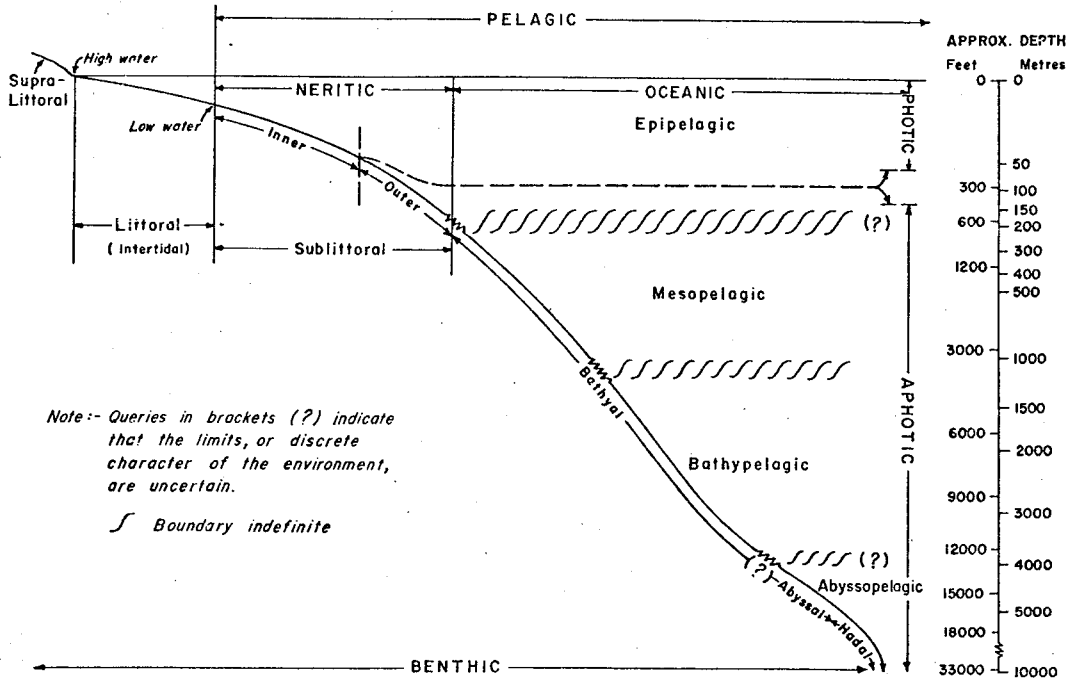 PELAGIC
APPROX. DEPTH
Feet Metres
High water
Supra-
Littoral
0 0
NERITIC
OCEANIC
PHOTIC
Epipelagic
Low water
Inner
Outer
50
300 100
150
Littoral
(Intertidal)
Sublittoral
(?)
600 200
300
1200
400
500
Mesopelagic
3000 1000
Bathyal
APHOTIC
1500
Note:- Queries in brackets (?) indicate
that the limits, or discrete
character of the environment,
are uncertain.
Boundary indefinite
6000
2000
Bathypelagic
9000
3000
12000
(?)
4000
(?) Abyssal Hadal
Abyssopelagic
15000
5000
18000
BENTHIC
33000 10000